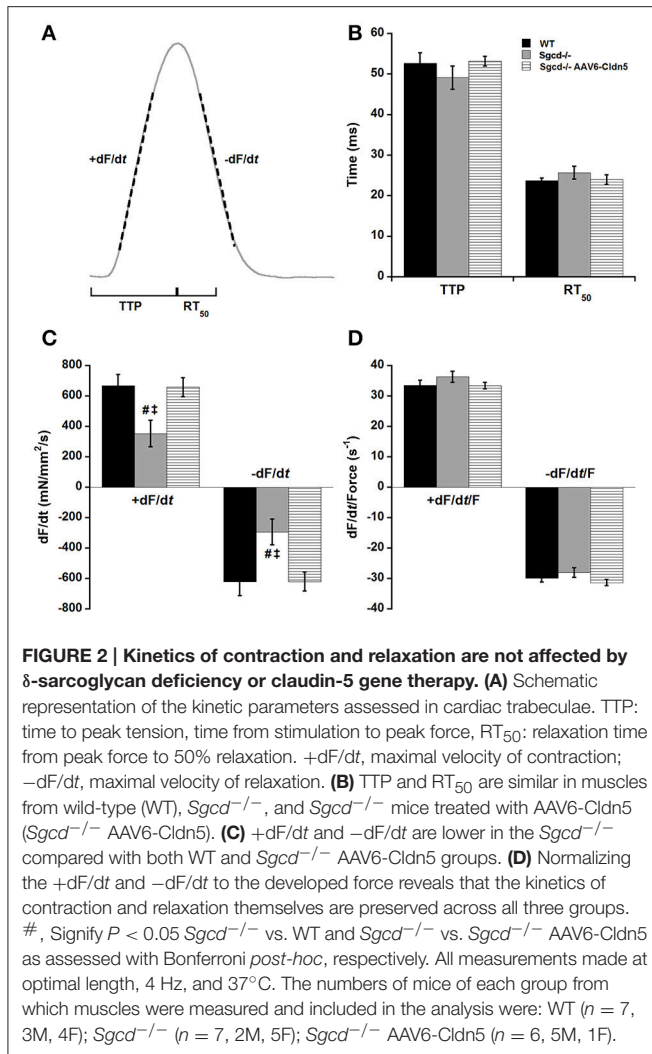 A
+dF/dt
-dF/dt
TTP
RT50
B
WT
Sgcd-/-
Sgcd-/- AAV6-Cldn5
Time (ms)
60
50
40
30
20
10
0
TTP
RT50
C
dF/dt (mN/mm²/s)
800
600
400
200
0
-200
-400
-600
-800
#‡
+dF/dt
-dF/dt
#‡
D
dF/dt/Force (s⁻¹)
40
30
20
10
0
-10
-20
-30
-40
+dF/dt/F
-dF/dt/F
FIGURE 2 | Kinetics of contraction and relaxation are not affected by
δ-sarcoglycan deficiency or claudin-5 gene therapy. (A) Schematic
representation of the kinetic parameters assessed in cardiac trabeculae. TTP:
time to peak tension, time from stimulation to peak force, RT50: relaxation time
from peak force to 50% relaxation. +dF/dt, maximal velocity of contraction;
−dF/dt, maximal velocity of relaxation. (B) TTP and RT50 are similar in muscles
from wild-type (WT), Sgcd−/−, and Sgcd−/− mice treated with AAV6-Cldn5
(Sgcd−/− AAV6-Cldn5). (C) +dF/dt and −dF/dt are lower in the Sgcd−/−
compared with both WT and Sgcd−/− AAV6-Cldn5 groups. (D) Normalizing
the +dF/dt and −dF/dt to the developed force reveals that the kinetics of
contraction and relaxation themselves are preserved across all three groups.
#, Signify P < 0.05 Sgcd−/− vs. WT and Sgcd−/− vs. Sgcd−/− AAV6-Cldn5
as assessed with Bonferroni post-hoc, respectively. All measurements made at
optimal length, 4 Hz, and 37°C. The numbers of mice of each group from
which muscles were measured and included in the analysis were: WT (n = 7,
3M, 4F); Sgcd−/− (n = 7, 2M, 5F); Sgcd−/− AAV6-Cldn5 (n = 6, 5M, 1F).